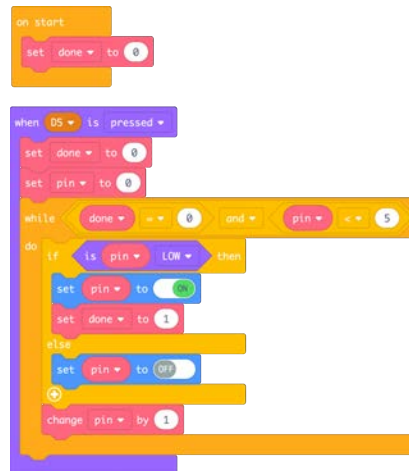 on start
set done to 0
when D5 is pressed
set done to 0
set pin to 0
while done = 0 and pin < 5
do
if is pin LOW then
set pin to ON
set done to 1
else
set pin to OFF
change pin by 1